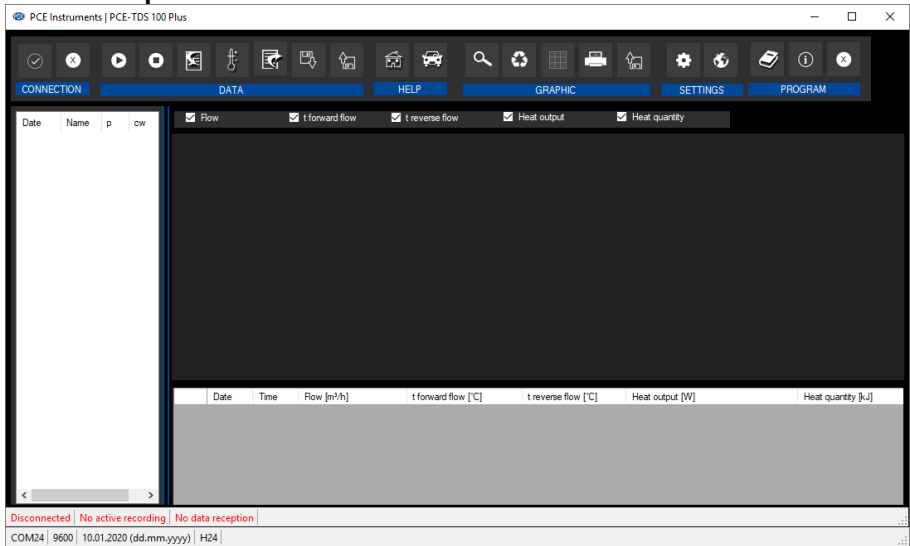 PCE Instruments | PCE-TDS 100 Plus
CONNECTION DATA HELP GRAPHIC SETTINGS PROGRAM
Date Name p cw
Flow t forward flow t reverse flow Heat output Heat quantity
Date Time Flow [m³/h] t forward flow [°C] t reverse flow [°C] Heat output [W] Heat quantity [kJ]
Disconnected No active recording No data reception
COM24 9600 10.01.2020 (dd.mm.yyyy) H24